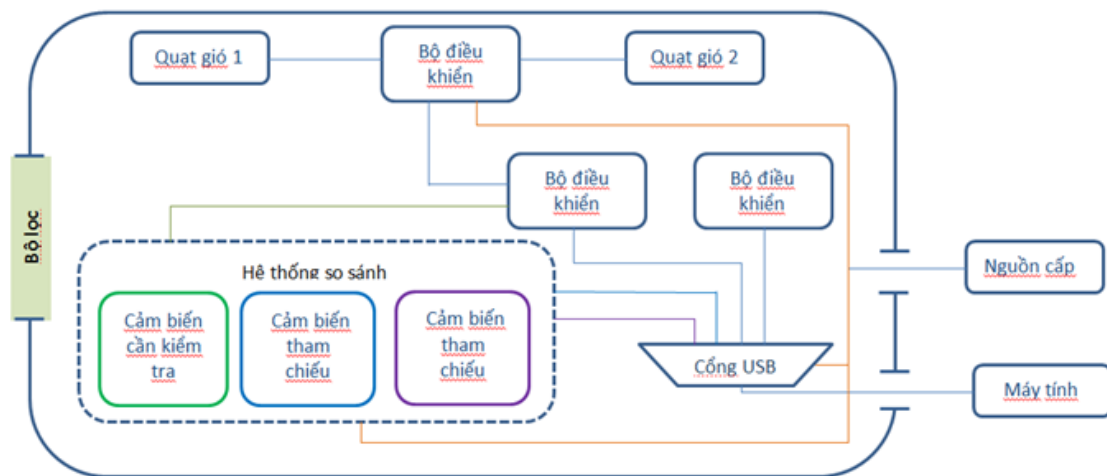 Quạt gió 1
Bộ điều
khiển
Quạt gió 2
Bộ điều
khiển
Bộ điều
khiển
Bộ lọc
Hệ thống so sánh
Nguồn cấp
Cảm biến
cần kiểm
tra
Cảm biến
tham
chiếu
Cảm biến
tham
chiếu
Cổng USB
Máy tính